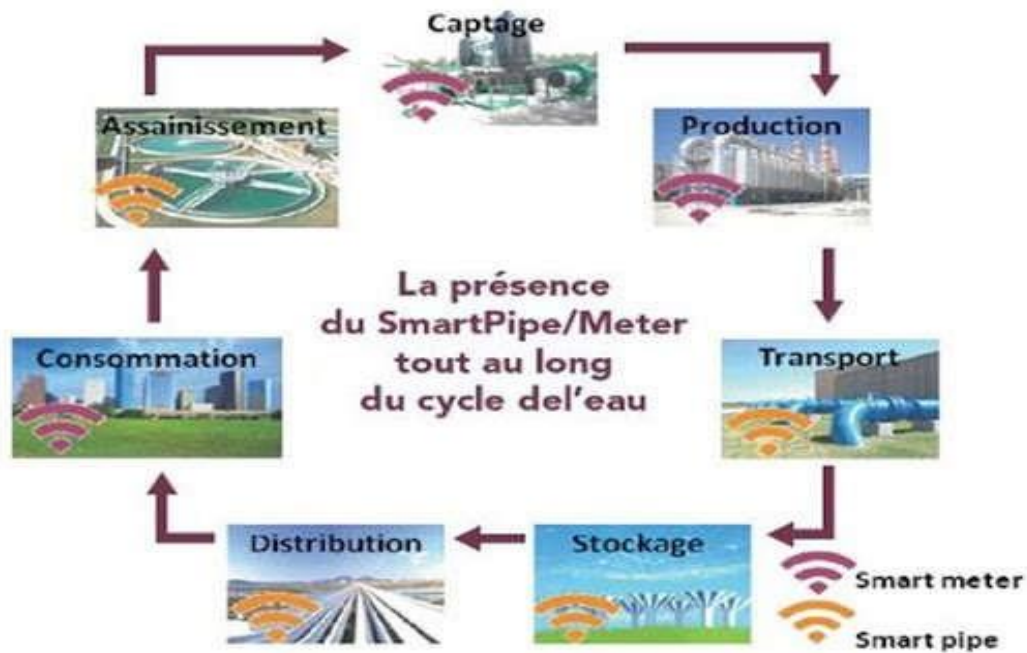 Captage
Assainissement
Production
La présence
du SmartPipe/Meter
tout au long
du cycle del'eau
Consommation
Transport
Distribution
Stockage
Smart meter
Smart pipe